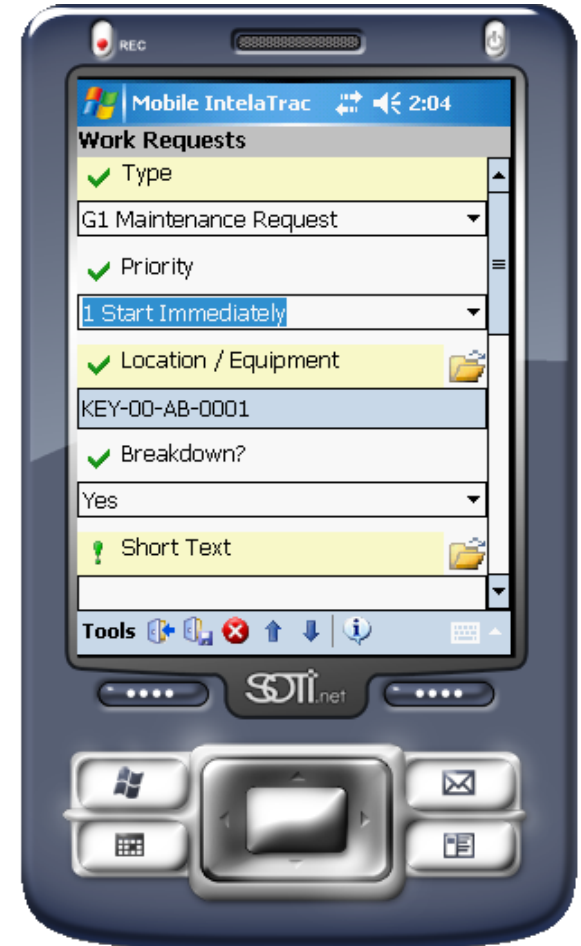 REC
Mobile IntelaTrac 2:04
Work Requests
Type
G1 Maintenance Request
Priority
1 Start Immediately
Location / Equipment
KEY-00-AB-0001
Breakdown?
Yes
Short Text
Tools
SOTI.net